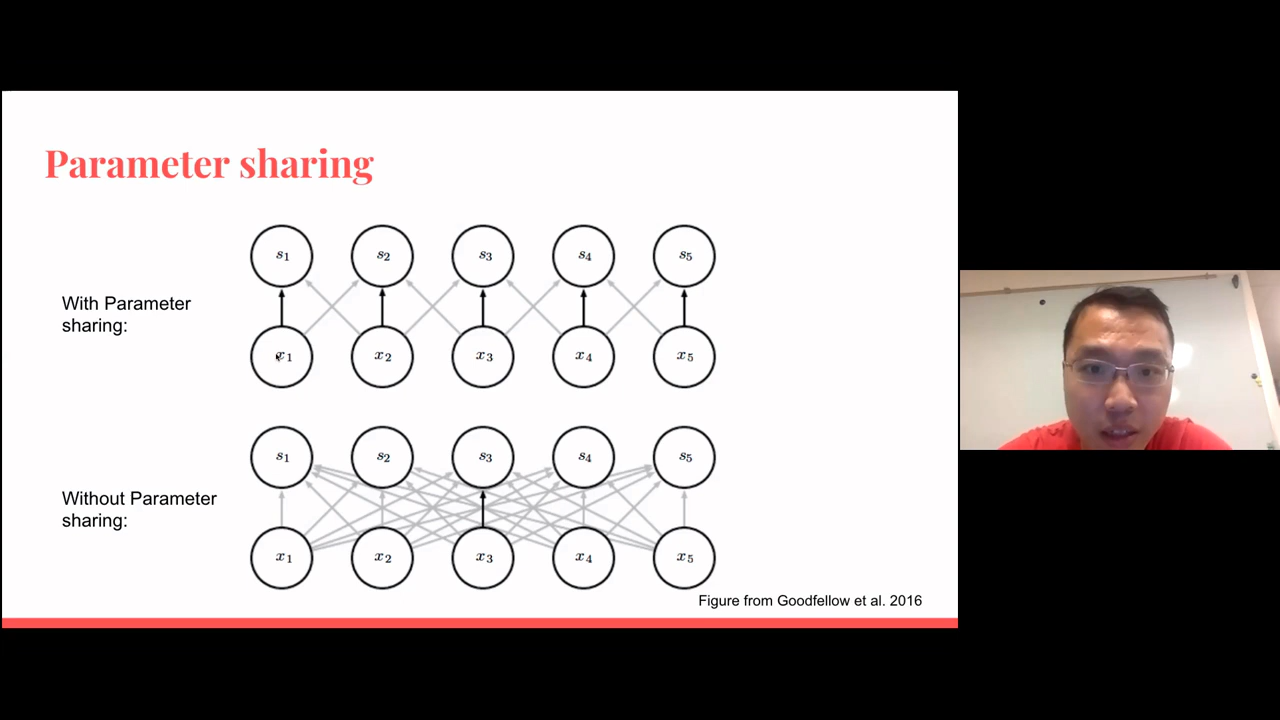 Parameter sharing
s1 s2 s3 s4 s5
With Parameter
sharing:
x1 x2 x3 x4 x5
s1 s2 s3 s4 s5
Without Parameter
sharing:
x1 x2 x3 x4 x5
Figure from Goodfellow et al. 2016